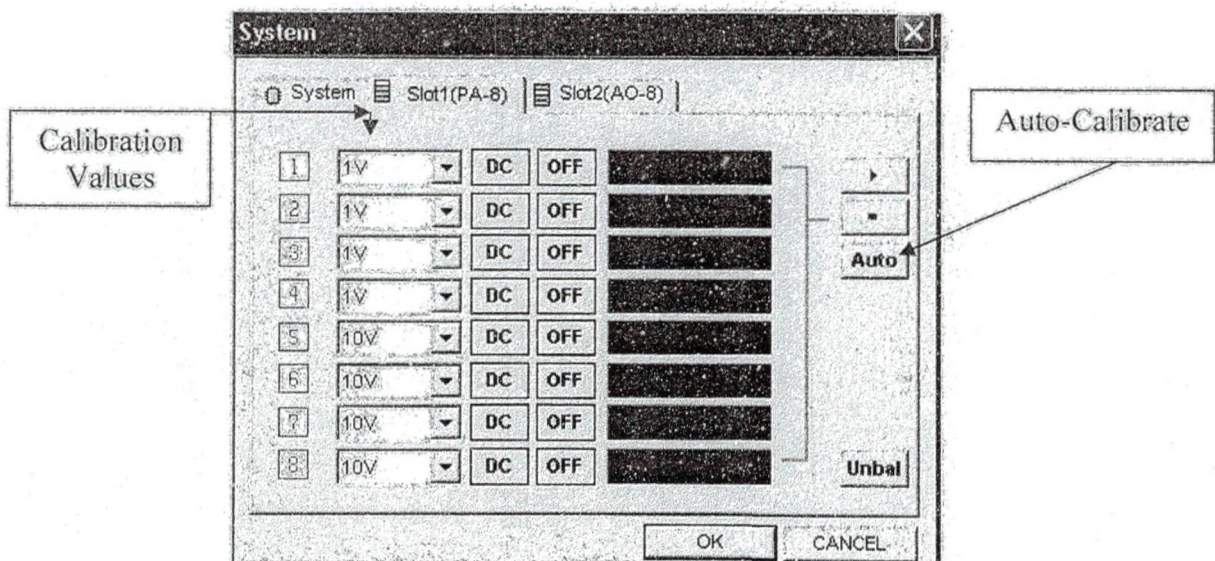 System
System Slot1(PA-8) Slot2(AO-8)
Calibration
Values
Auto-Calibrate
1 1V DC OFF
2 1V DC OFF
3 1V DC OFF
4 1V DC OFF
5 10V DC OFF
6 10V DC OFF
7 10V DC OFF
8 10V DC OFF
Auto
Unbal
OK CANCEL